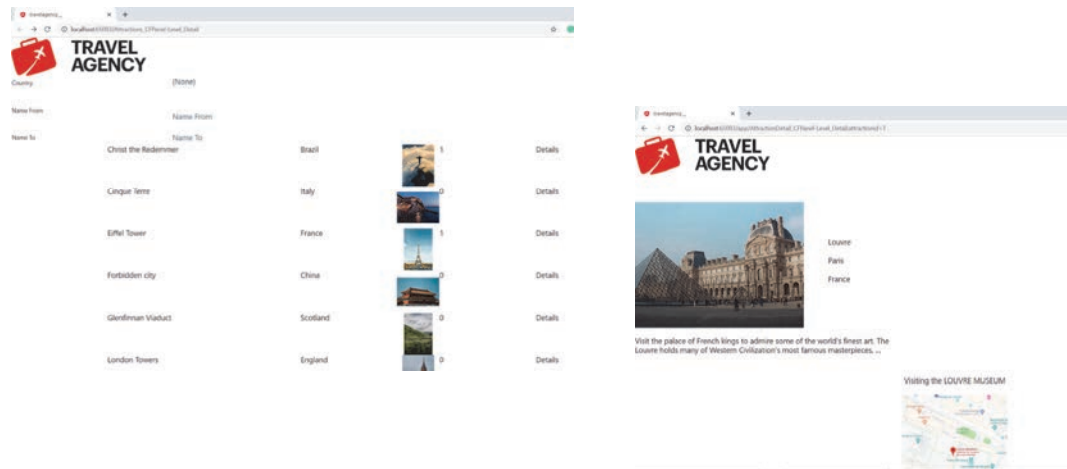 travelagency_
TRAVEL
AGENCY
Country
(None)
Name From
Name From
Name To
Name To
Christ the Redemmer Brazil 1 Details
Cinque Terre Italy 0 Details
Eiffel Tower France 1 Details
Forbidden city China 0 Details
Glenfinnan Viaduct Scotland 0 Details
London Towers England 0 Details
travelagency_
TRAVEL
AGENCY
Louvre
Paris
France
Visit the palace of French kings to admire some of the world's finest art. The
Louvre holds many of Western Civilization's most famous masterpieces, ...
Visiting the LOUVRE MUSEUM